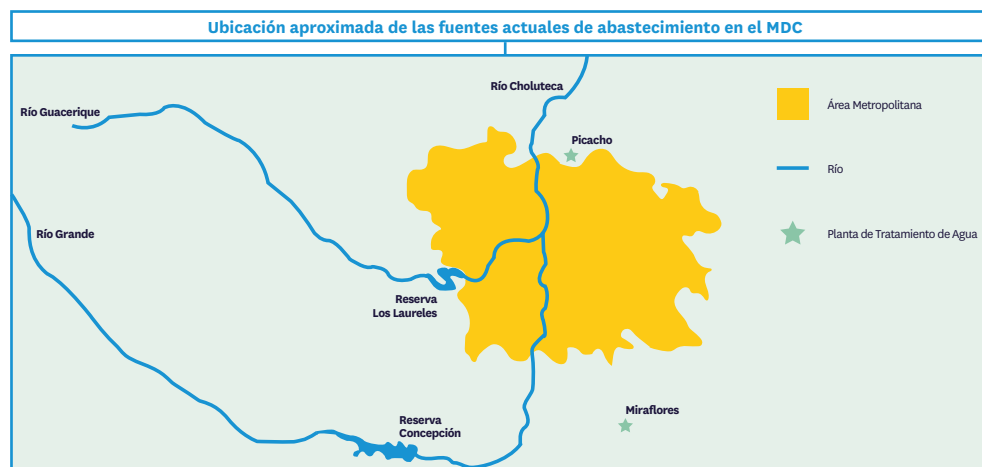 Ubicación aproximada de las fuentes actuales de abastecimiento en el MDC
Río Choluteca
Río Guacerique
Área Metropolitana
Picacho
Río
Río Grande
Planta de Tratamiento de Agua
Reserva
Los Laureles
Miraflores
Reserva
Concepción